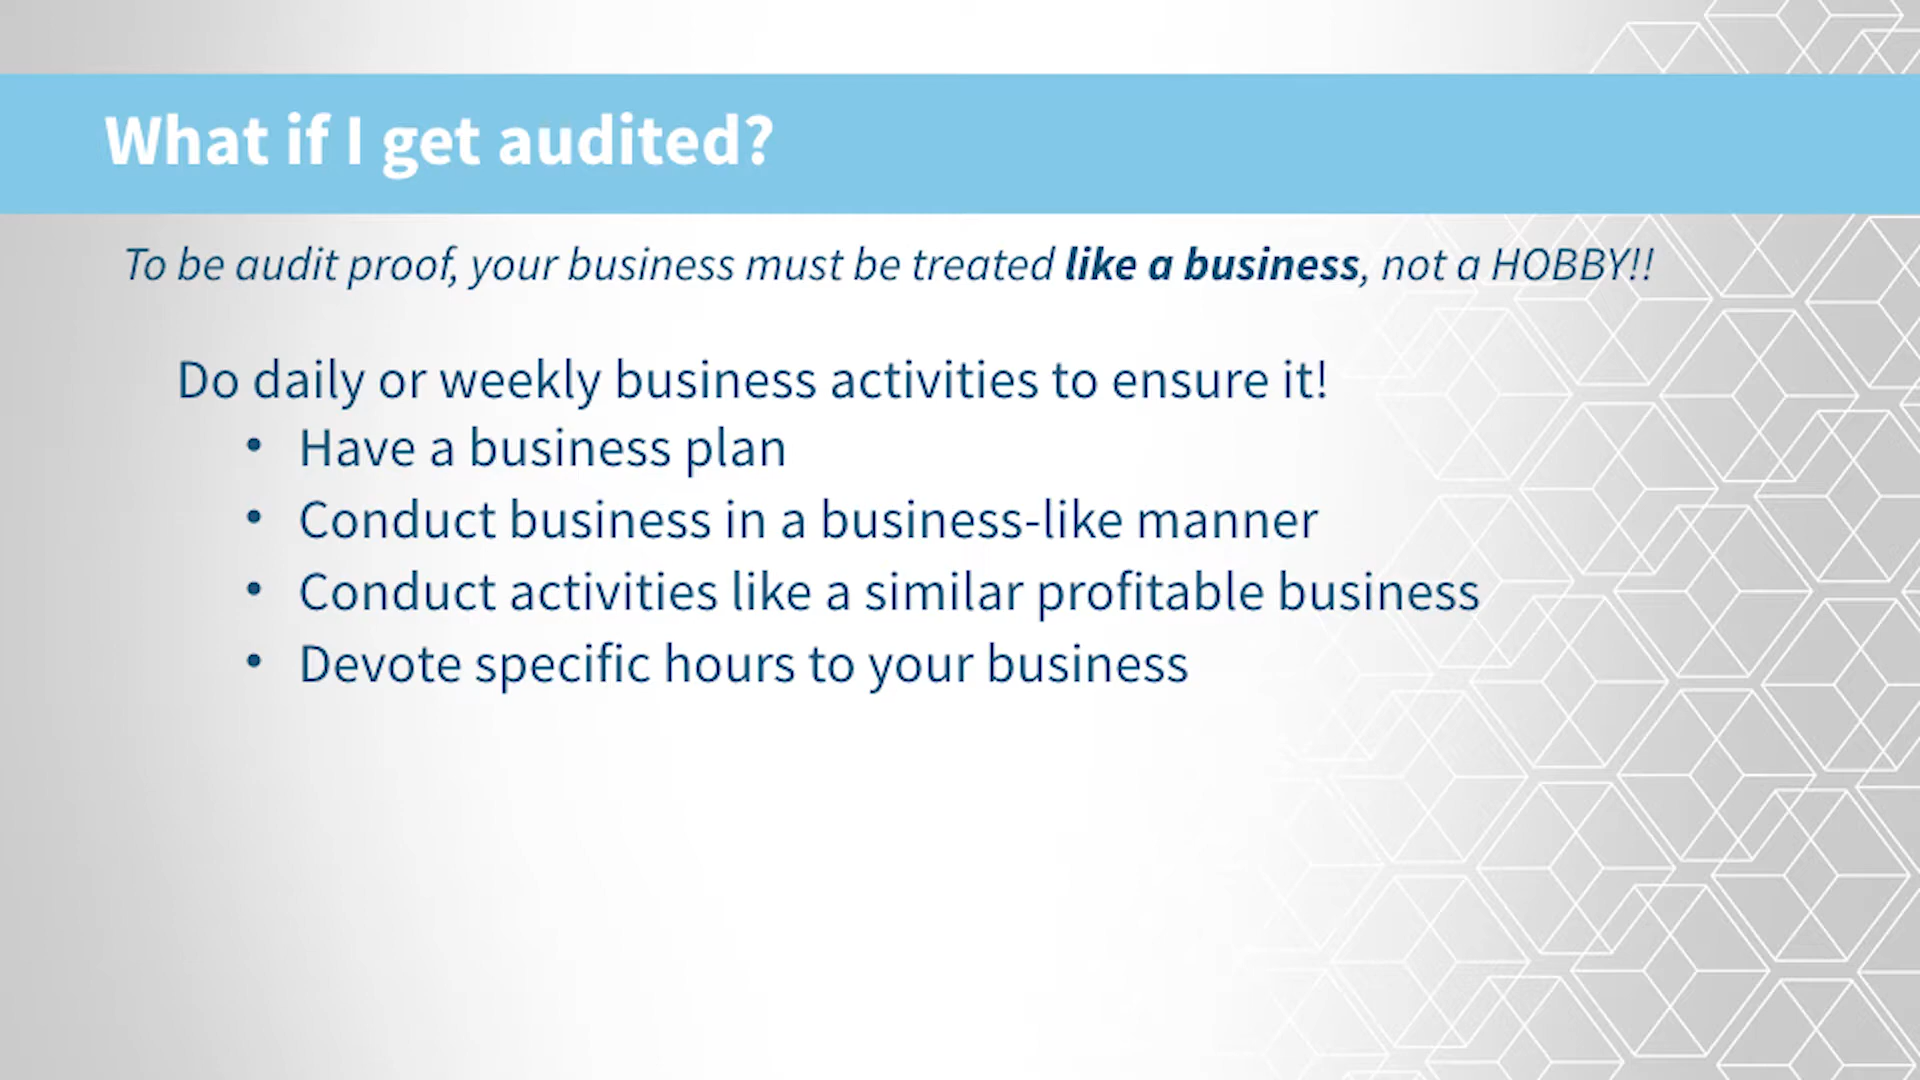 What if I get audited?
To be audit proof, your business must be treated like a business, not a HOBBY!!
Do daily or weekly business activities to ensure it!
• Have a business plan
• Conduct business in a business-like manner
• Conduct activities like a similar profitable business
• Devote specific hours to your business